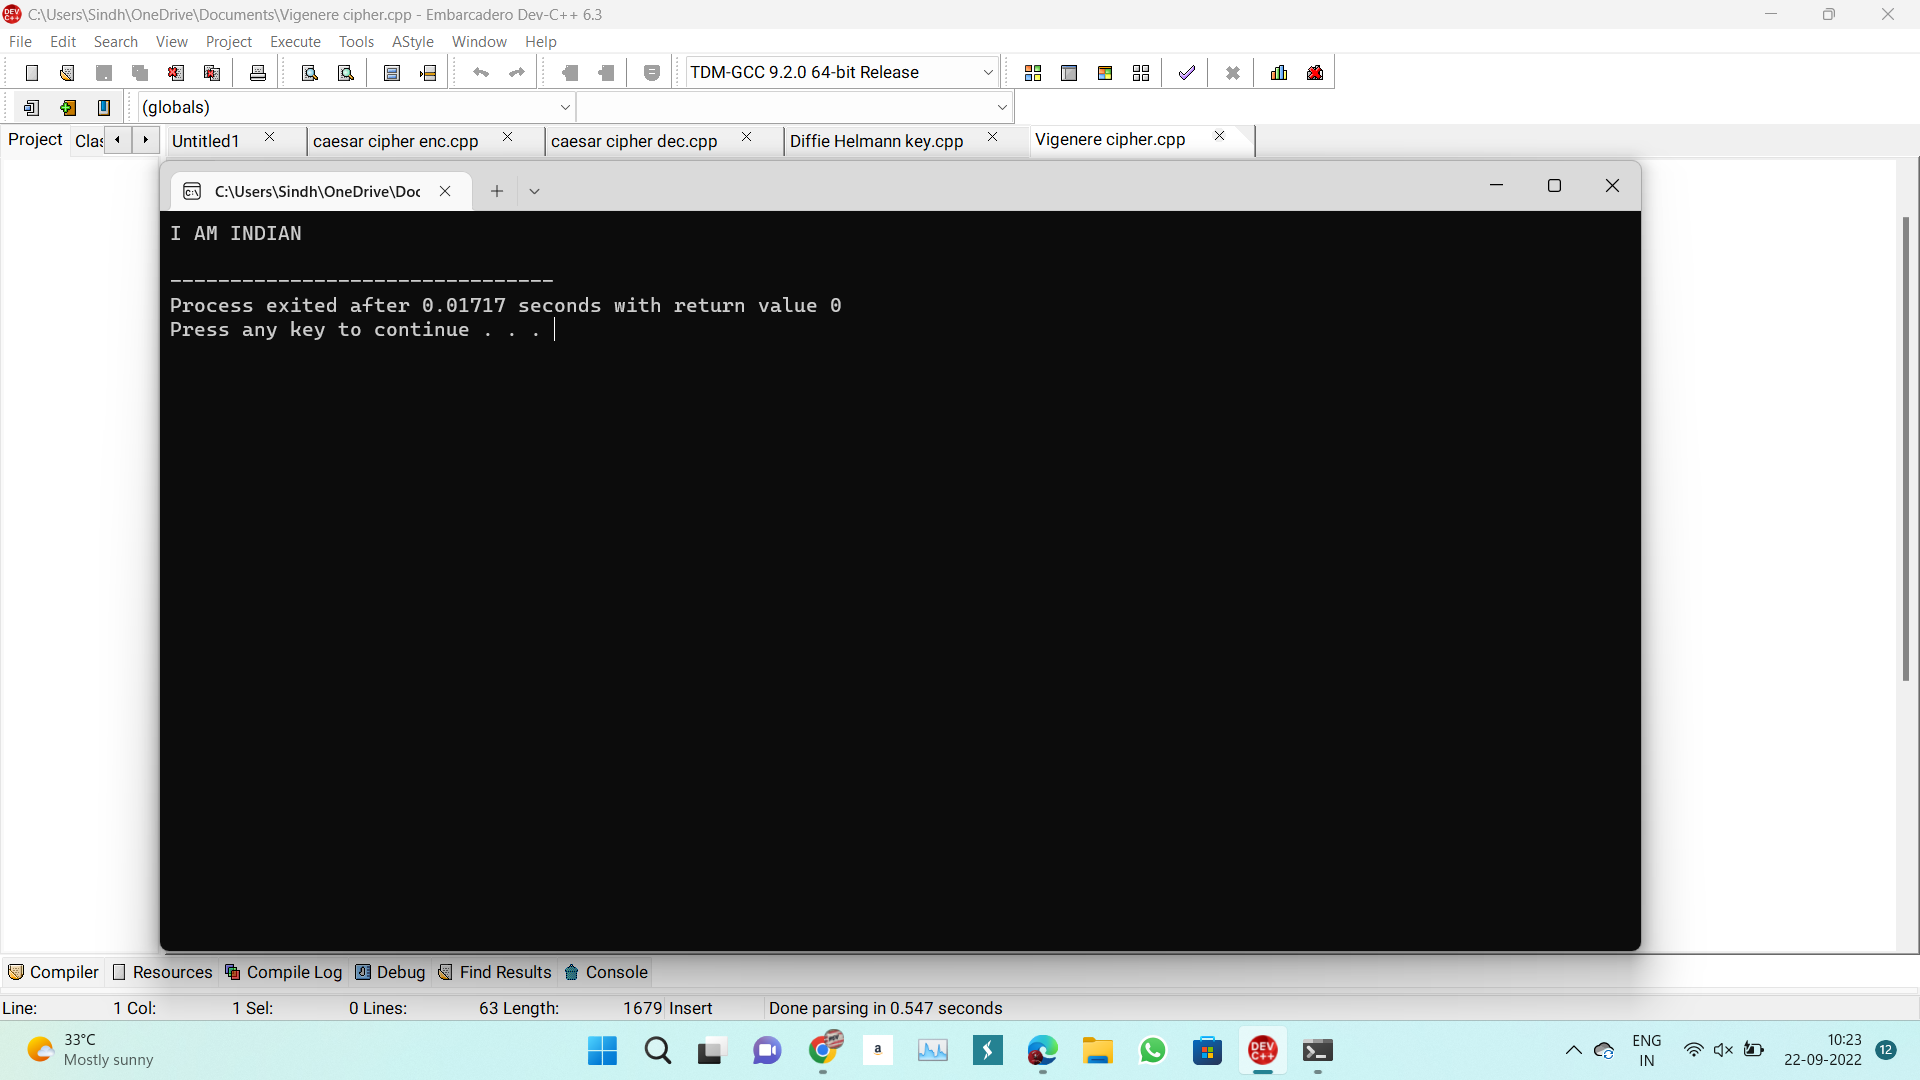 C:\Users\Sindh\OneDrive\Documents\Vigenere cipher.cpp - Embarcadero Dev-C++ 6.3
File Edit Search View Project Execute Tools AStyle Window Help
TDM-GCC 9.2.0 64-bit Release
(globals)
Project Clas Untitled1 caesar cipher enc.cpp caesar cipher dec.cpp Diffie Helmann key.cpp Vigenere cipher.cpp
C:\Users\Sindh\OneDrive\Doc
I AM INDIAN
--------------------------------
Process exited after 0.01717 seconds with return value 0
Press any key to continue . . .
Compiler Resources Compile Log Debug Find Results Console
Line: 1 Col: 1 Sel: 0 Lines: 63 Length: 1679 Insert Done parsing in 0.547 seconds
33°C
Mostly sunny
ENG
IN
10:23
22-09-2022
12